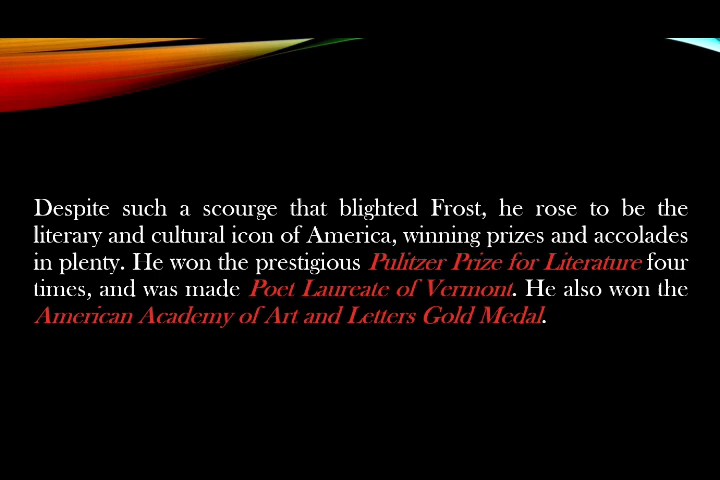 Despite such a scourge that blighted Frost, he rose to be the
literary and cultural icon of America, winning prizes and accolades
in plenty. He won the prestigious Pulitzer Prize for Literature four
times, and was made Poet Laureate of Vermont. He also won the
American Academy of Art and Letters Gold Medal.